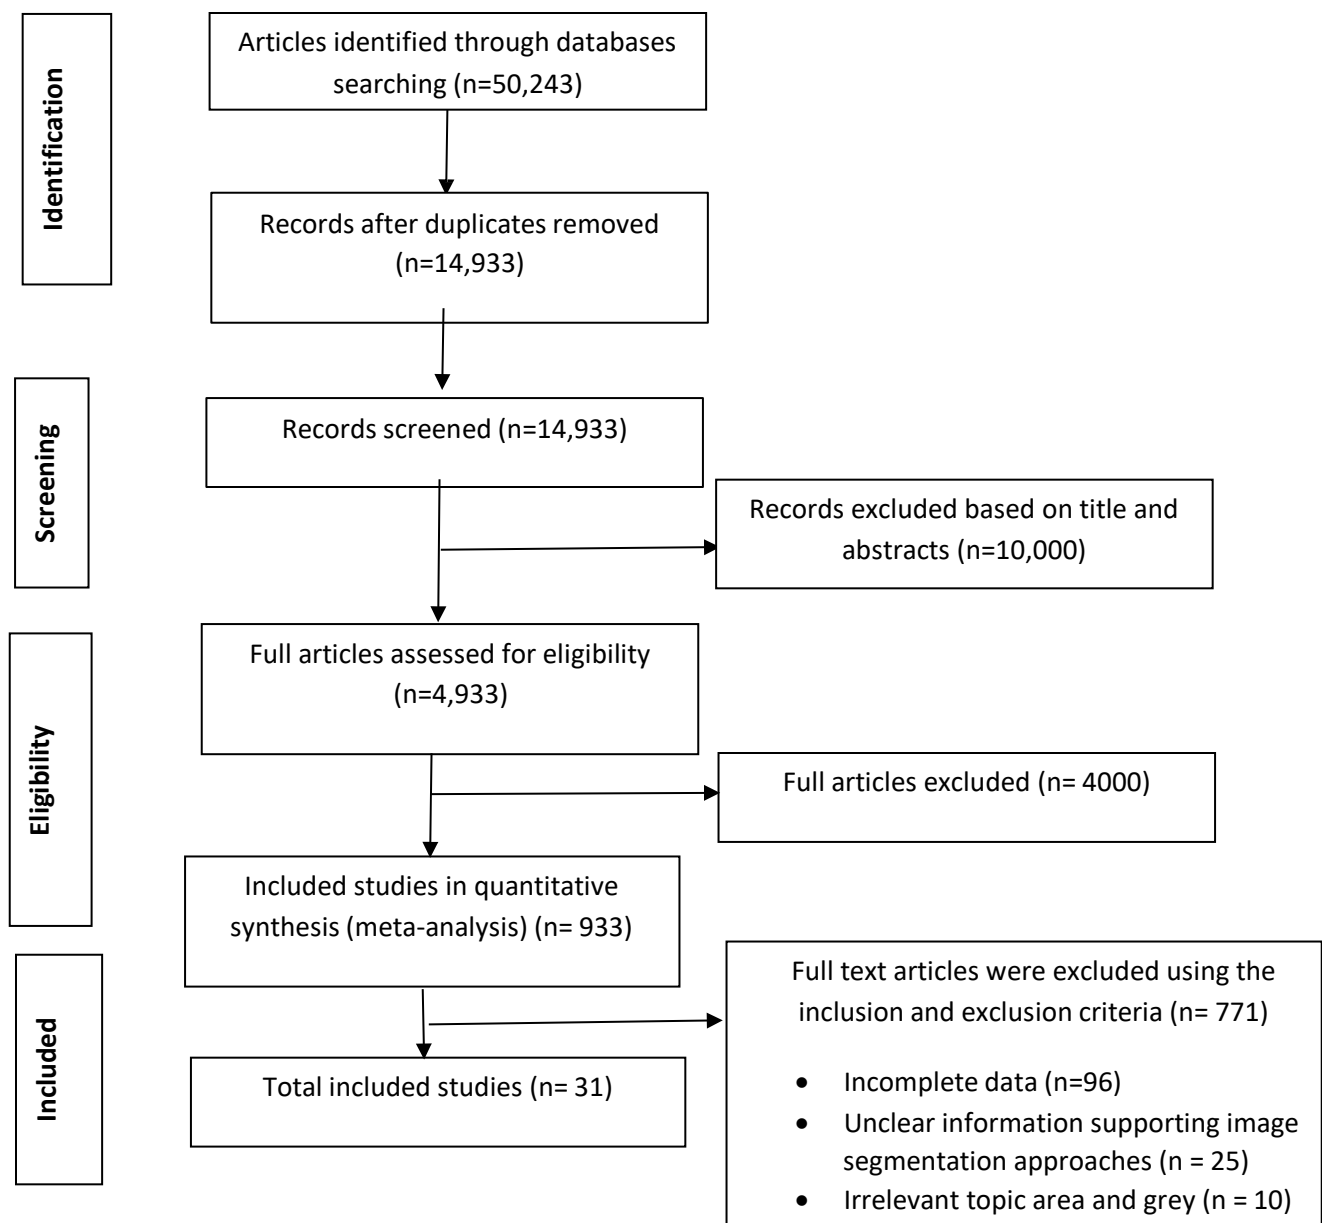 Identification
Articles identified through databases
searching (n=50,243)
Records after duplicates removed
(n=14,933)
Screening
Records screened (n=14,933)
Records excluded based on title and
abstracts (n=10,000)
Eligibility
Full articles assessed for eligibility
(n=4,933)
Full articles excluded (n= 4000)
Included studies in quantitative
synthesis (meta-analysis) (n= 933)
Included
Full text articles were excluded using the
inclusion and exclusion criteria (n= 771)
• Incomplete data (n=96)
• Unclear information supporting image
segmentation approaches (n = 25)
• Irrelevant topic area and grey (n = 10)
Total included studies (n= 31)